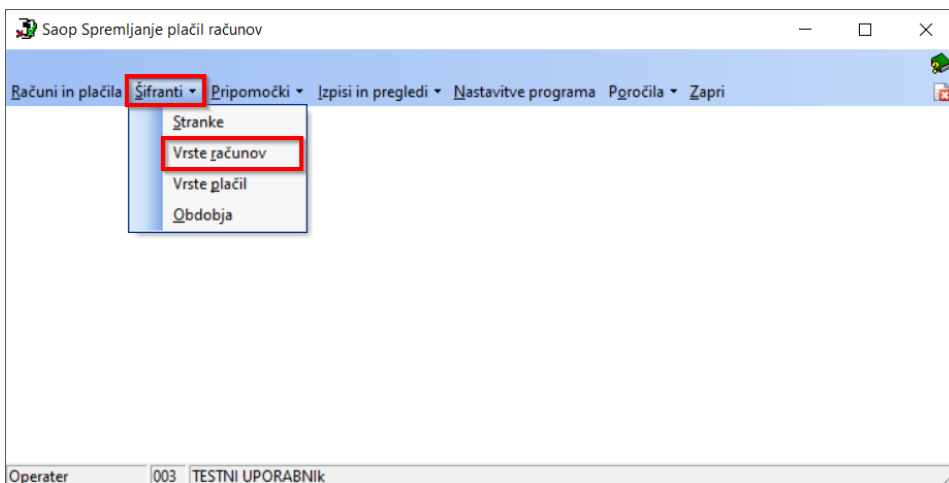 Saop Spremljanje plačil računov
Računi in plačila Šifranti Pripomočki Izpisi in pregledi Nastavitve programa Poročila Zapri
Stranke
Vrste računov
Vrste plačil
Obdobja
Operater 003 TESTNI UPORABNIk